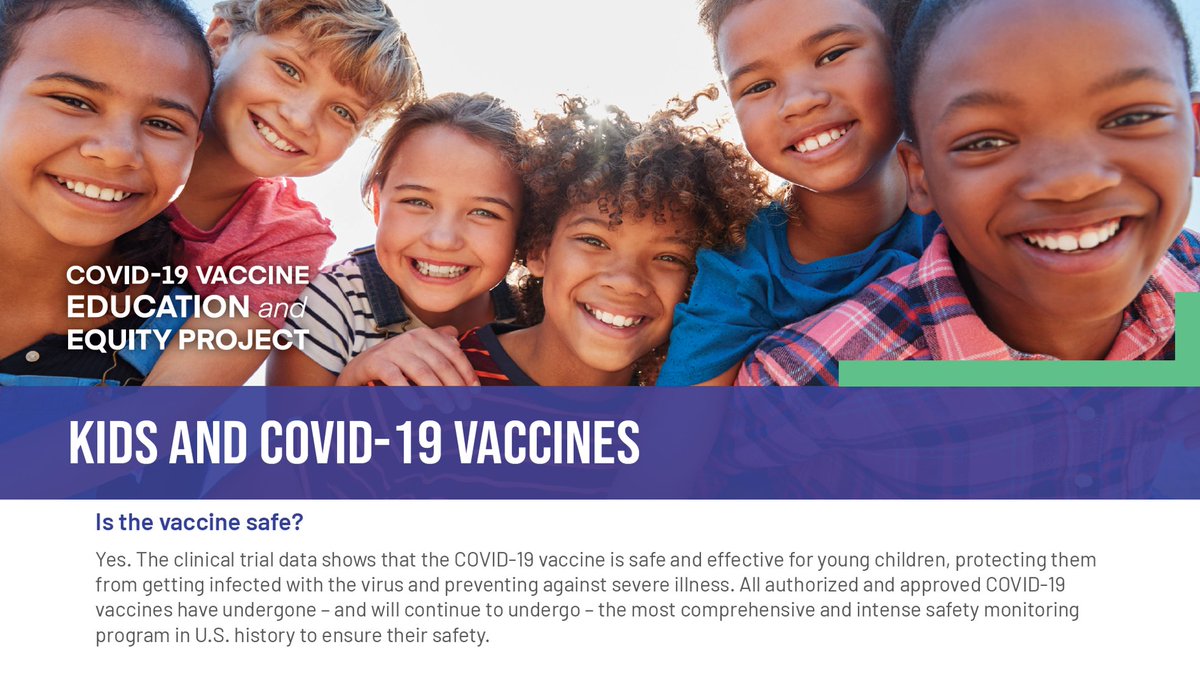 COVID-19 VACCINE
EDUCATION and
EQUITY PROJECT
KIDS AND COVID-19 VACCINES
Is the vaccine safe?
Yes. The clinical trial data shows that the COVID-19 vaccine is safe and effective for young children, protecting them
from getting infected with the virus and preventing against severe illness. All authorized and approved COVID-19
vaccines have undergone – and will continue to undergo – the most comprehensive and intense safety monitoring
program in U.S. history to ensure their safety.